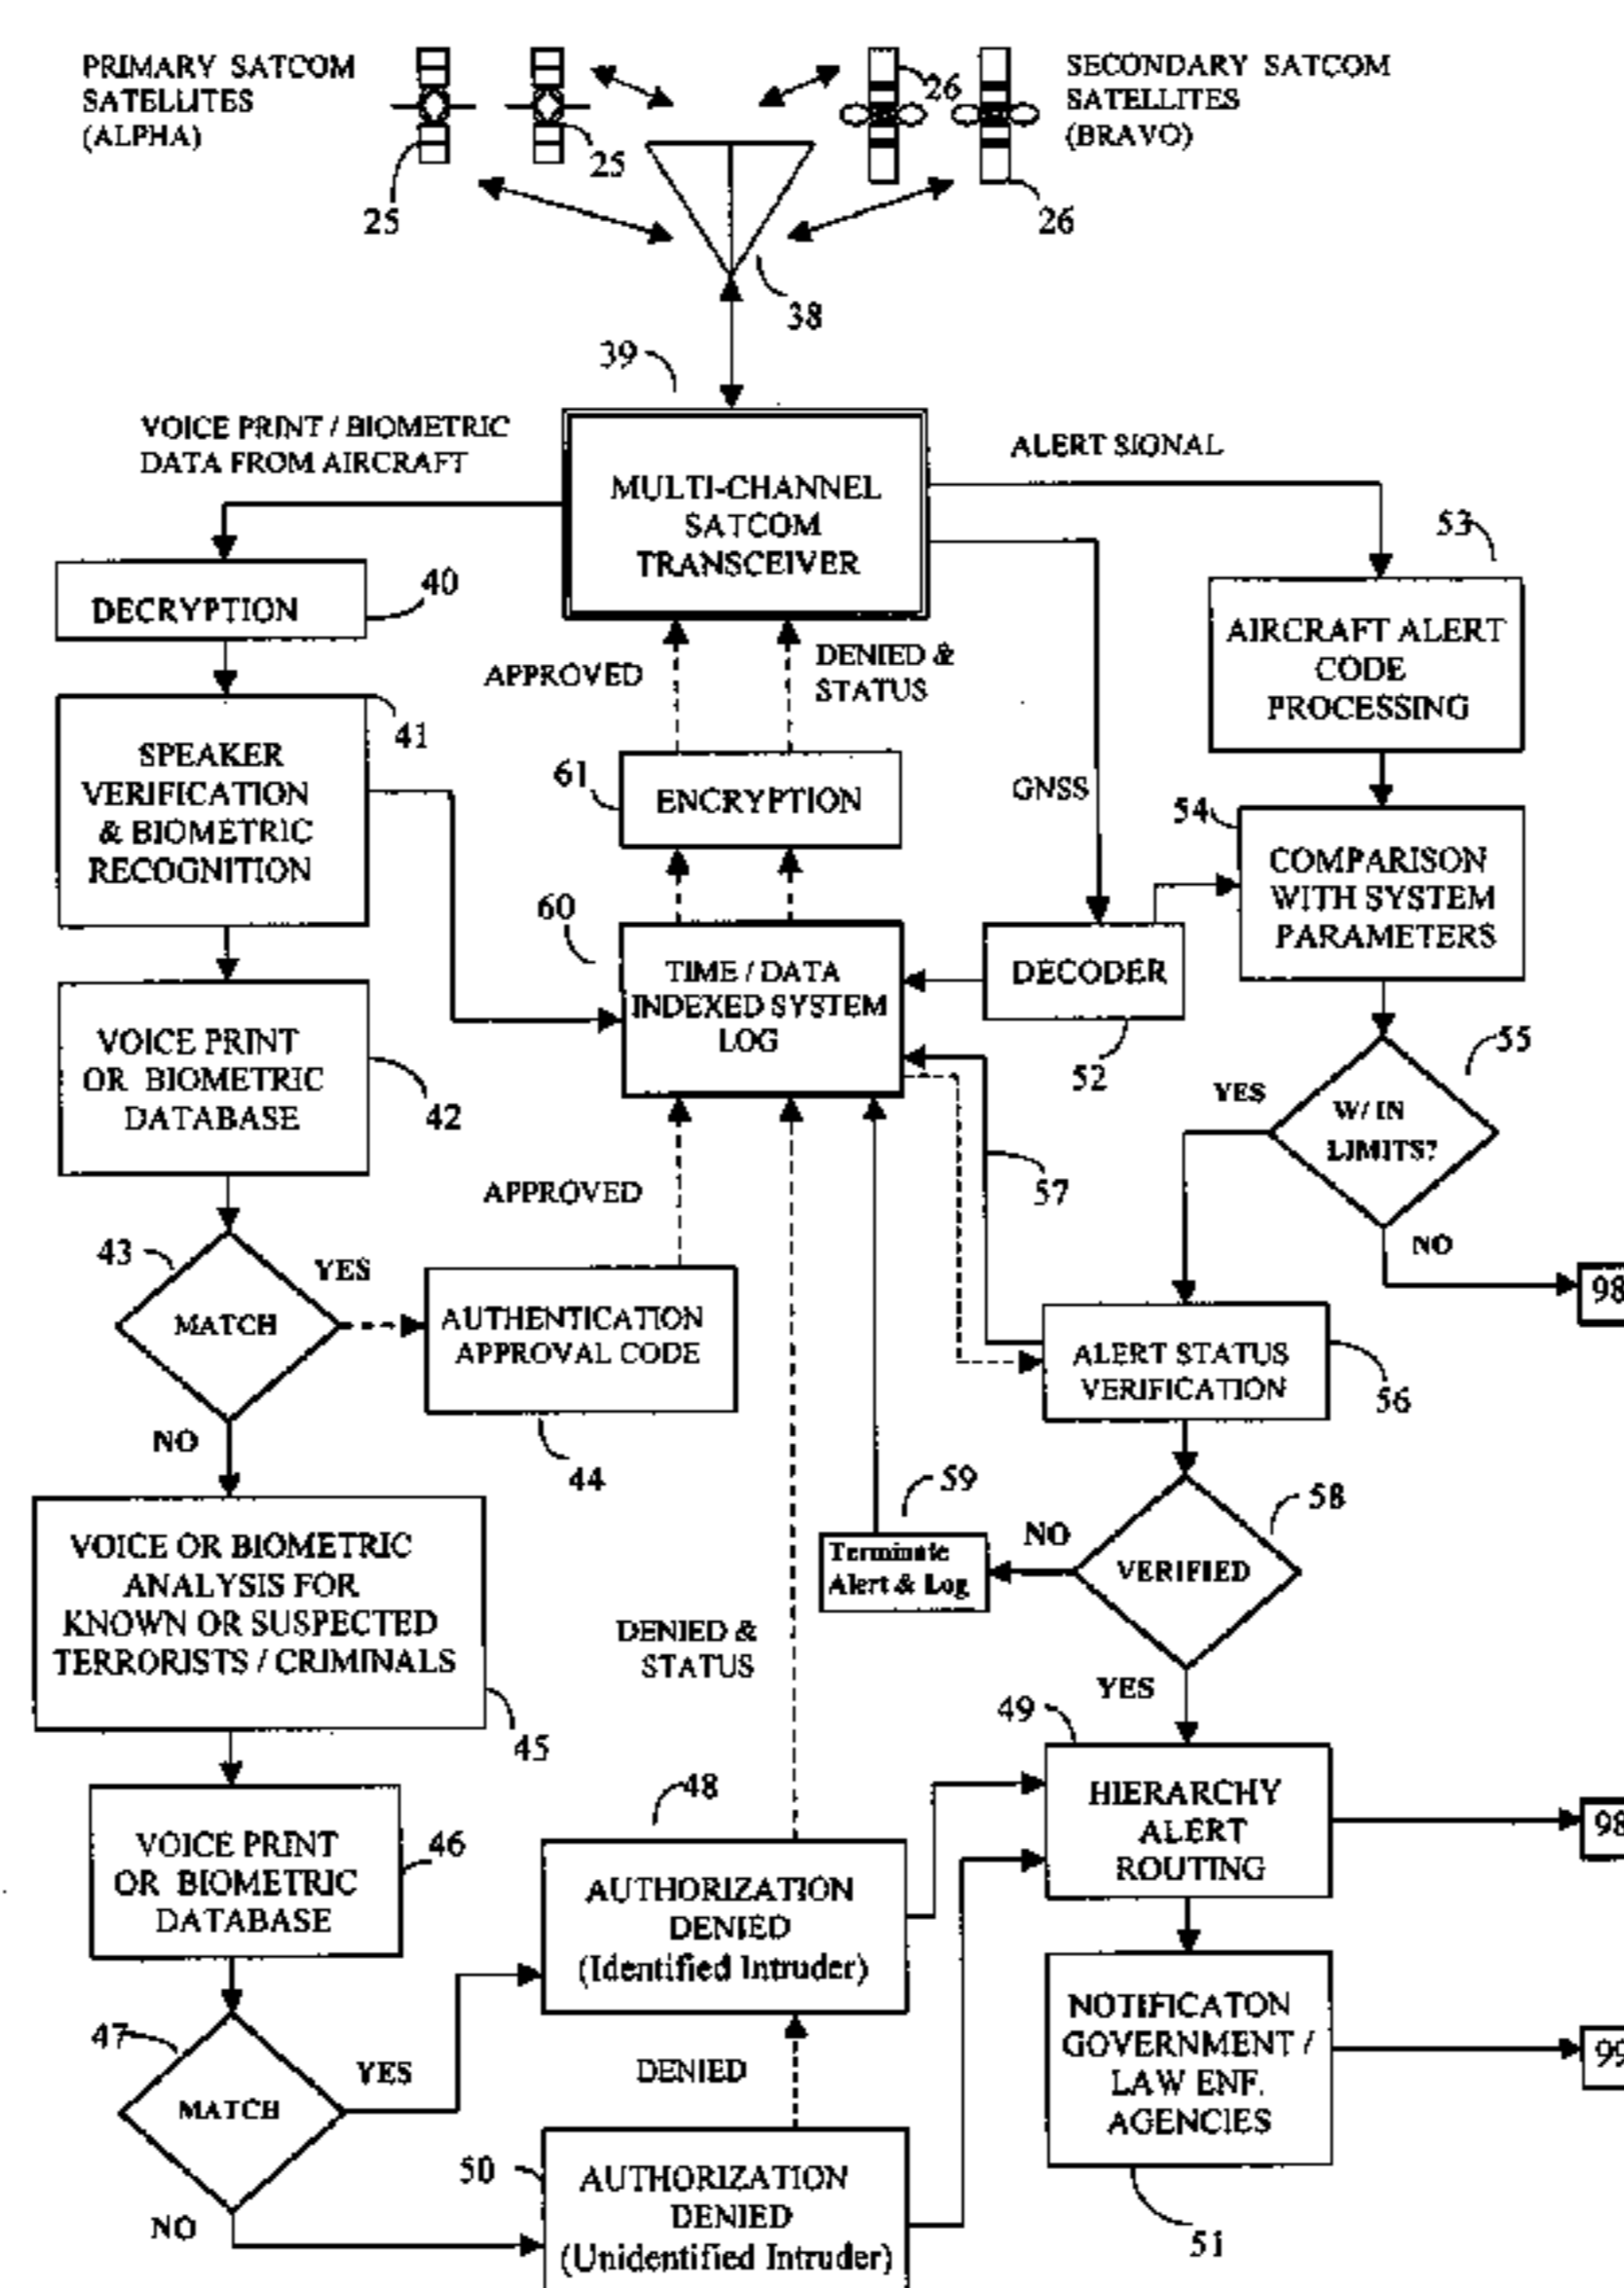 PRIMARY SATCOM
SATELLITES
(ALPHA)
25
25
26
26
SECONDARY SATCOM
SATELLITES
(BRAVO)
38
39
VOICE PRINT / BIOMETRIC
DATA FROM AIRCRAFT
MULTI-CHANNEL
SATCOM
TRANSCEIVER
ALERT SIGNAL
53
DECRYPTION
40
APPROVED
DENIED &
STATUS
AIRCRAFT ALERT
CODE
PROCESSING
41
SPEAKER
VERIFICATION
& BIOMETRIC
RECOGNITION
61
ENCRYPTION
GNSS
54
COMPARISON
WITH SYSTEM
PARAMETERS
60
TIME / DATA
INDEXED SYSTEM
LOG
DECODER
52
VOICE PRINT
OR BIOMETRIC
DATABASE
42
55
YES
W/ IN
LIMITS?
NO
98
57
APPROVED
43
MATCH
YES
NO
AUTHENTICATION
APPROVAL CODE
44
ALERT STATUS
VERIFICATION
56
59
NO
Terminate
Alert & Log
58
VERIFIED
YES
VOICE OR BIOMETRIC
ANALYSIS FOR
KNOWN OR SUSPECTED
TERRORISTS / CRIMINALS
45
DENIED &
STATUS
49
HIERARCHY
ALERT
ROUTING
98
48
VOICE PRINT
OR BIOMETRIC
DATABASE
46
AUTHORIZATION
DENIED
(Identified Intruder)
NOTIFICATON
GOVERNMENT /
LAW ENF.
AGENCIES
99
51
47
MATCH
YES
NO
DENIED
50
AUTHORIZATION
DENIED
(Unidentified Intruder)